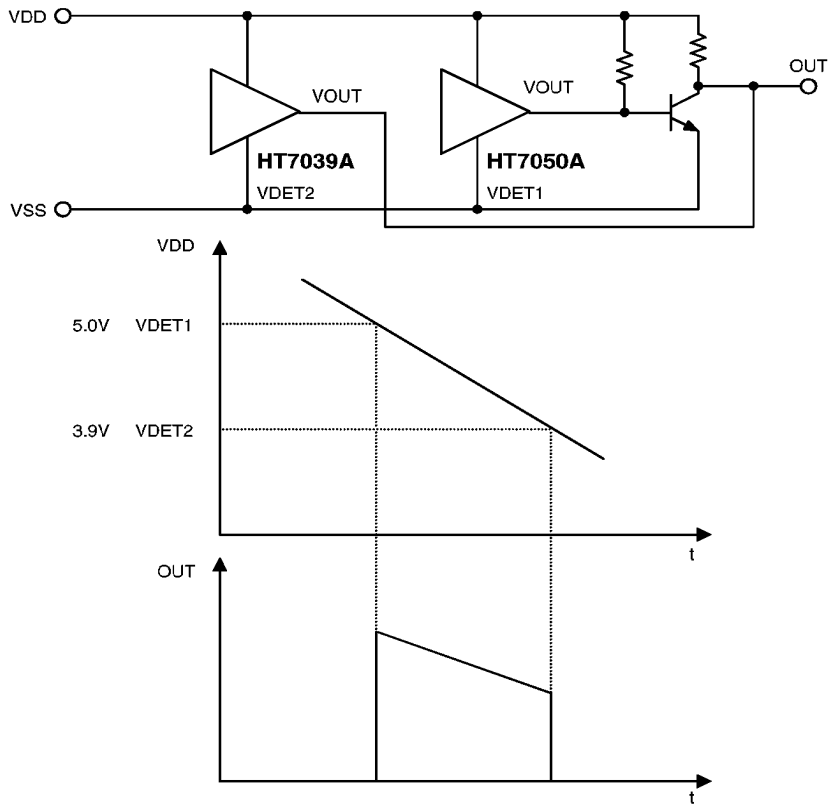 VDD
OUT
VOUT
VOUT
HT7039A
HT7050A
VDET2
VDET1
VSS
VDD
5.0V VDET1
3.9V VDET2
t
OUT
t